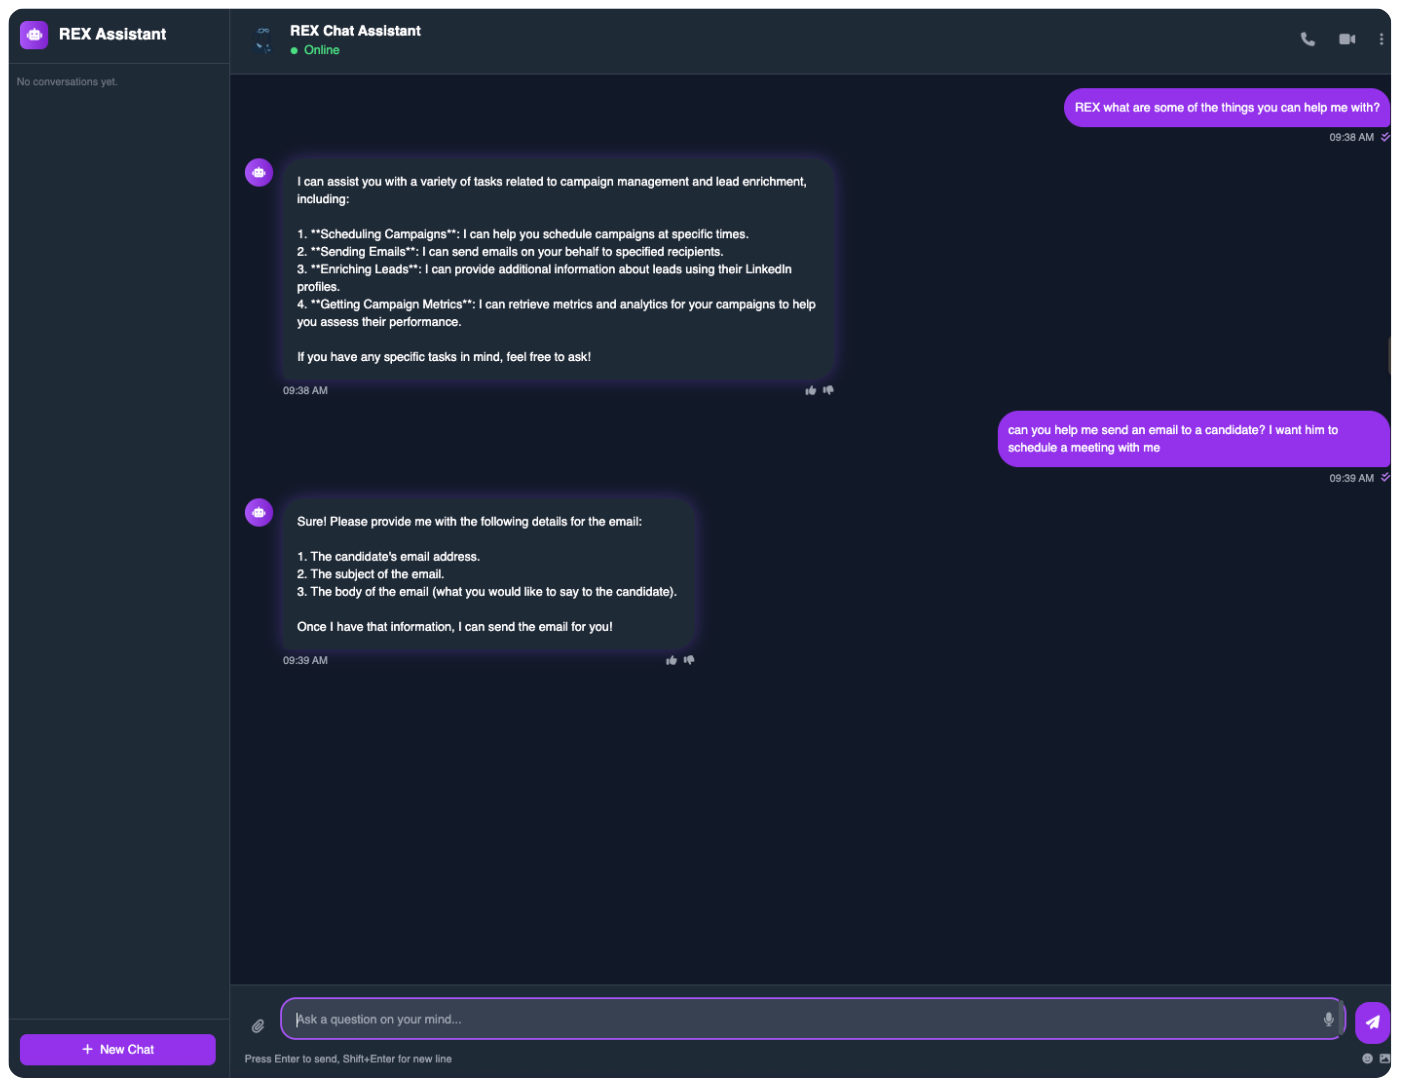 REX Assistant
No conversations yet.
+ New Chat
REX Chat Assistant
Online
REX what are some of the things you can help me with?
09:38 AM
I can assist you with a variety of tasks related to campaign management and lead enrichment,
including:
1. **Scheduling Campaigns**: I can help you schedule campaigns at specific times.
2. **Sending Emails**: I can send emails on your behalf to specified recipients.
3. **Enriching Leads**: I can provide additional information about leads using their LinkedIn
profiles.
4. **Getting Campaign Metrics**: I can retrieve metrics and analytics for your campaigns to help
you assess their performance.
If you have any specific tasks in mind, feel free to ask!
09:38 AM
can you help me send an email to a candidate? I want him to
schedule a meeting with me
09:39 AM
Sure! Please provide me with the following details for the email:
1. The candidate's email address.
2. The subject of the email.
3. The body of the email (what you would like to say to the candidate).
Once I have that information, I can send the email for you!
09:39 AM
Ask a question on your mind...
Press Enter to send, Shift+Enter for new line